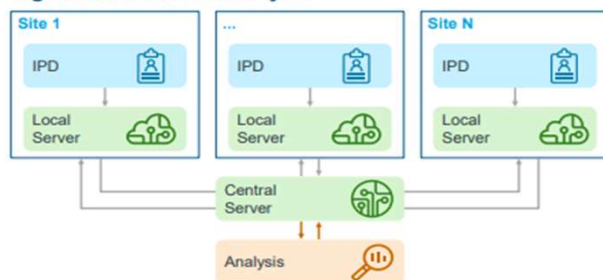 Site 1
...
Site N
IPD
IPD
IPD
Local
Server
Local
Server
Local
Server
Central
Server
Analysis